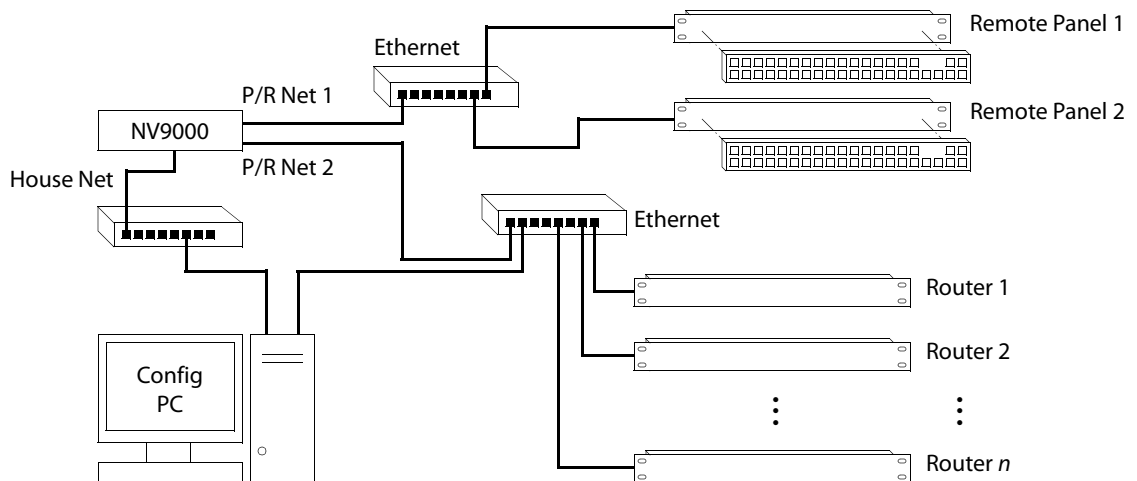 Remote Panel 1
Ethernet
P/R Net 1
Remote Panel 2
NV9000
P/R Net 2
House Net
Ethernet
Router 1
Router 2
Config
PC
Router n